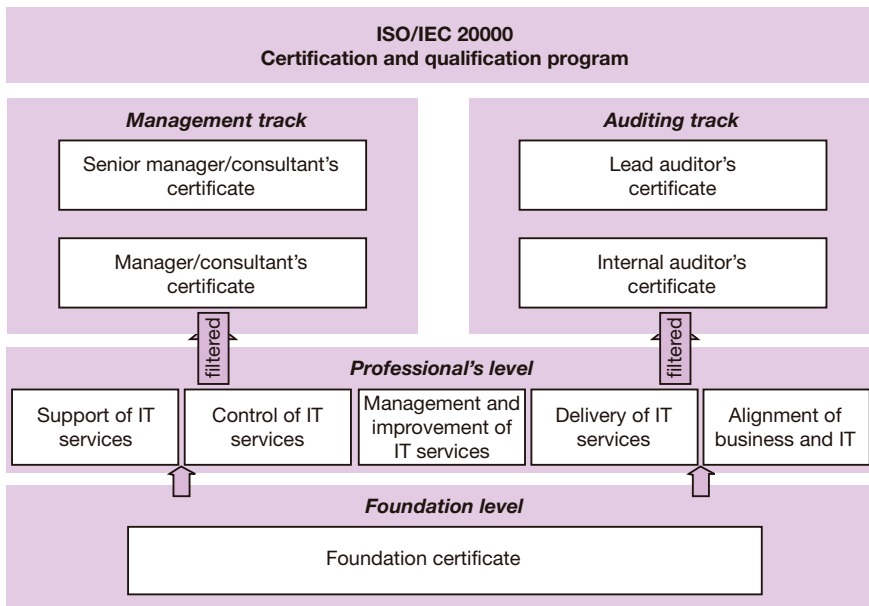 ISO/IEC 20000
Certification and qualification program
Management track
Senior manager/consultant’s
certificate
Manager/consultant’s
certificate
filtered
Auditing track
Lead auditor’s
certificate
Internal auditor’s
certificate
filtered
Professional’s level
Support of IT
services
Control of IT
services
Management and
improvement of
IT services
Delivery of IT
services
Alignment of
business and IT
Foundation level
Foundation certificate